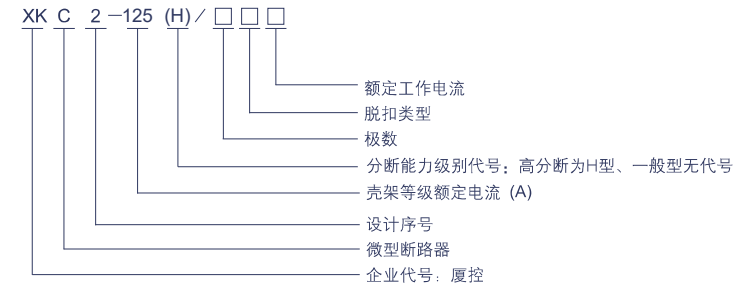 XK C 2-125 (H)/□□□
额定工作电流
脱扣类型
极数
分断能力级别代号：高分断为H型、一般型无代号
壳架等级额定电流 (A)
设计序号
微型断路器
企业代号：厦控